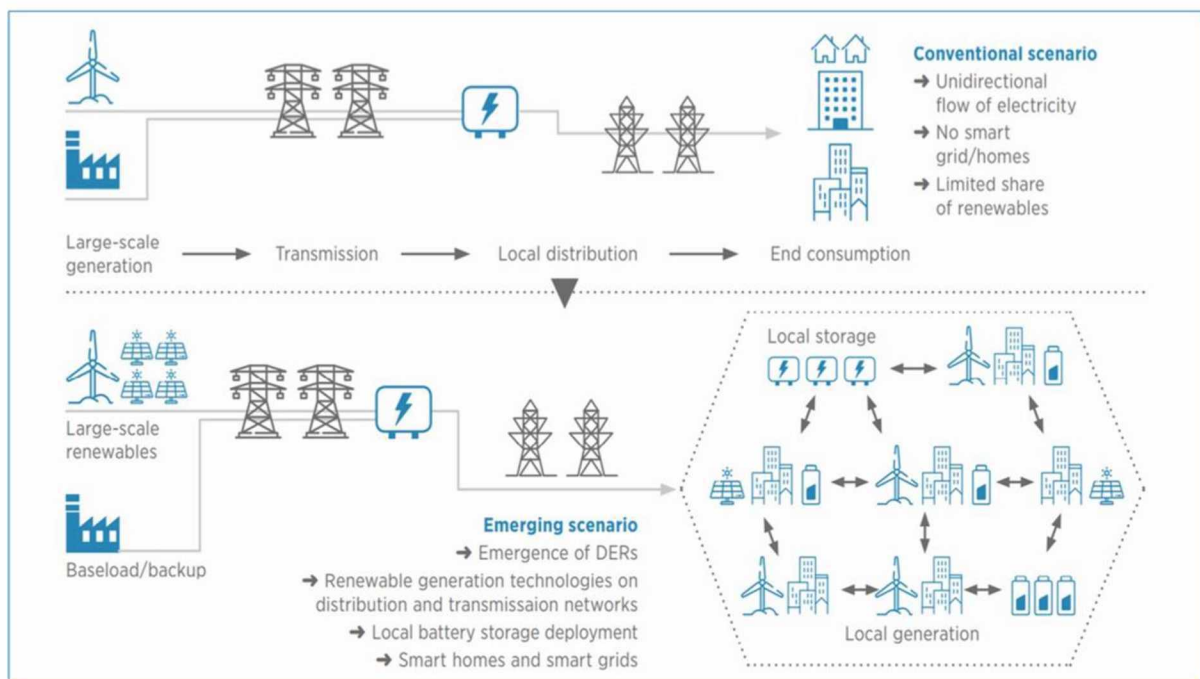 Conventional scenario
➔ Unidirectional
flow of electricity
➔ No smart
grid/homes
➔ Limited share
of renewables
Large-scale
generation
Transmission
Local distribution
End consumption
Large-scale
renewables
Baseload/backup
Emerging scenario
➔ Emergence of DERs
➔ Renewable generation technologies on
distribution and transmissaion networks
➔ Local battery storage deployment
➔ Smart homes and smart grids
Local storage
Local generation